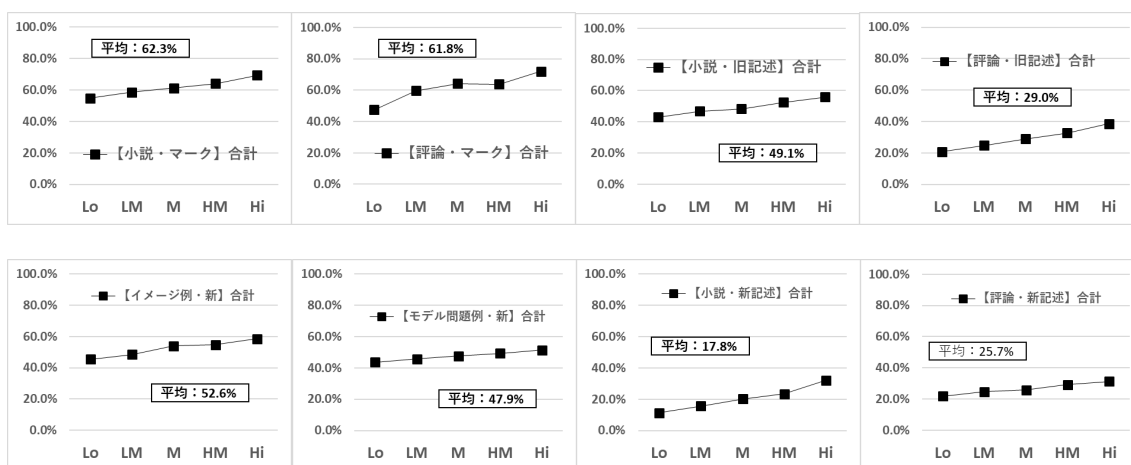 100.0%
80.0%
60.0%
40.0%
20.0%
0.0%
平均：62.3%
【小説・マーク】合計
Lo LM M HM Hi
100.0%
80.0%
60.0%
40.0%
20.0%
0.0%
平均：61.8%
【評論・マーク】合計
Lo LM M HM Hi
100.0%
80.0%
60.0%
40.0%
20.0%
0.0%
【小説・旧記述】合計
平均：49.1%
Lo LM M HM Hi
100.0%
80.0%
60.0%
40.0%
20.0%
0.0%
【評論・旧記述】合計
平均：29.0%
Lo LM M HM Hi
100.0%
80.0%
60.0%
40.0%
20.0%
0.0%
【イメージ例・新】合計
平均：52.6%
Lo LM M HM Hi
100.0%
80.0%
60.0%
40.0%
20.0%
0.0%
【モデル問題例・新】合計
平均：47.9%
Lo LM M HM Hi
100.0%
80.0%
60.0%
40.0%
20.0%
0.0%
【小説・新記述】合計
平均：17.8%
Lo LM M HM Hi
100.0%
80.0%
60.0%
40.0%
20.0%
0.0%
【評論・新記述】合計
平均：25.7%
Lo LM M HM Hi